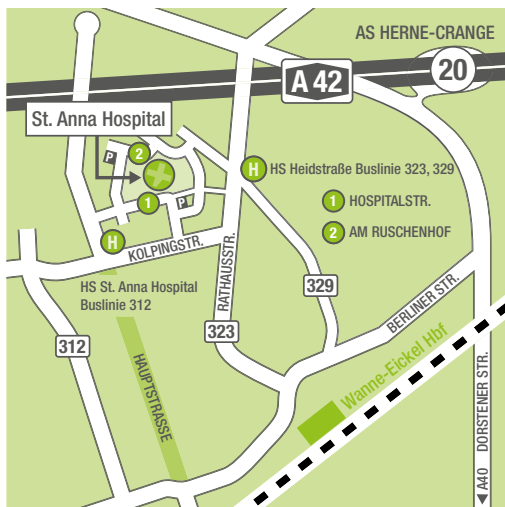 AS HERNE-CRANGE
A 42
20
St. Anna Hospital
P
2
H HS Heidstraße Buslinie 323, 329
1 HOSPITALSTR.
P
1
2 AM RUSCHENHOF
H
KOLPINGSTR.
RATHAUSSTR.
HS St. Anna Hospital
Buslinie 312
329
BERLINER STR.
323
312
HAUPTSTRASSE
Wanne-Eickel Hbf
DORSTENER STR.
A40